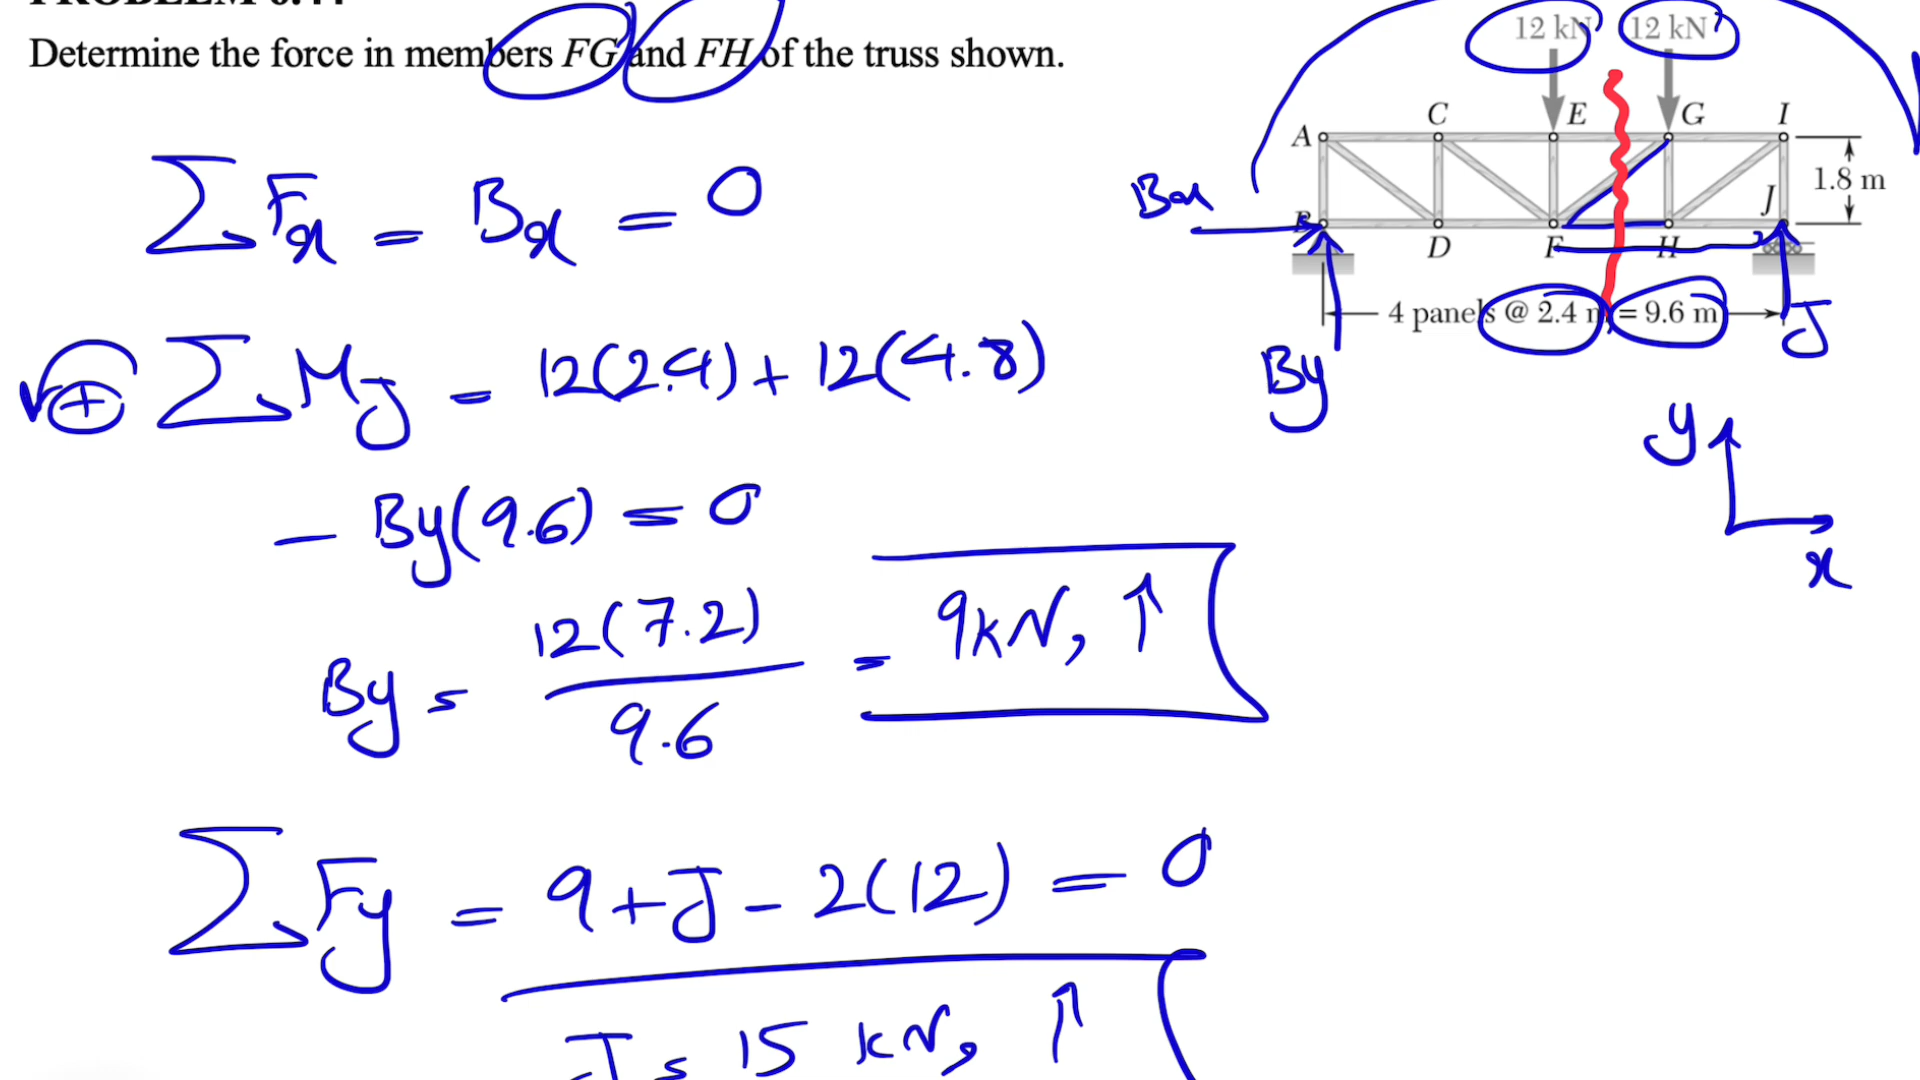 Determine the force in members FG and FH of the truss shown.
12 kN 12 kN
A C E G I
1.8 m
B D F H J
Bx
4 panels @ 2.4 m = 9.6 m
By J
y
x
ΣFx = Bx = 0
+ ΣMJ = 12(2.4) + 12(4.8)
- By(9.6) = 0
By = 12(7.2) / 9.6 = 9kN, ↑
ΣFy = 9 + J - 2(12) = 0
J = 15 kN, ↑